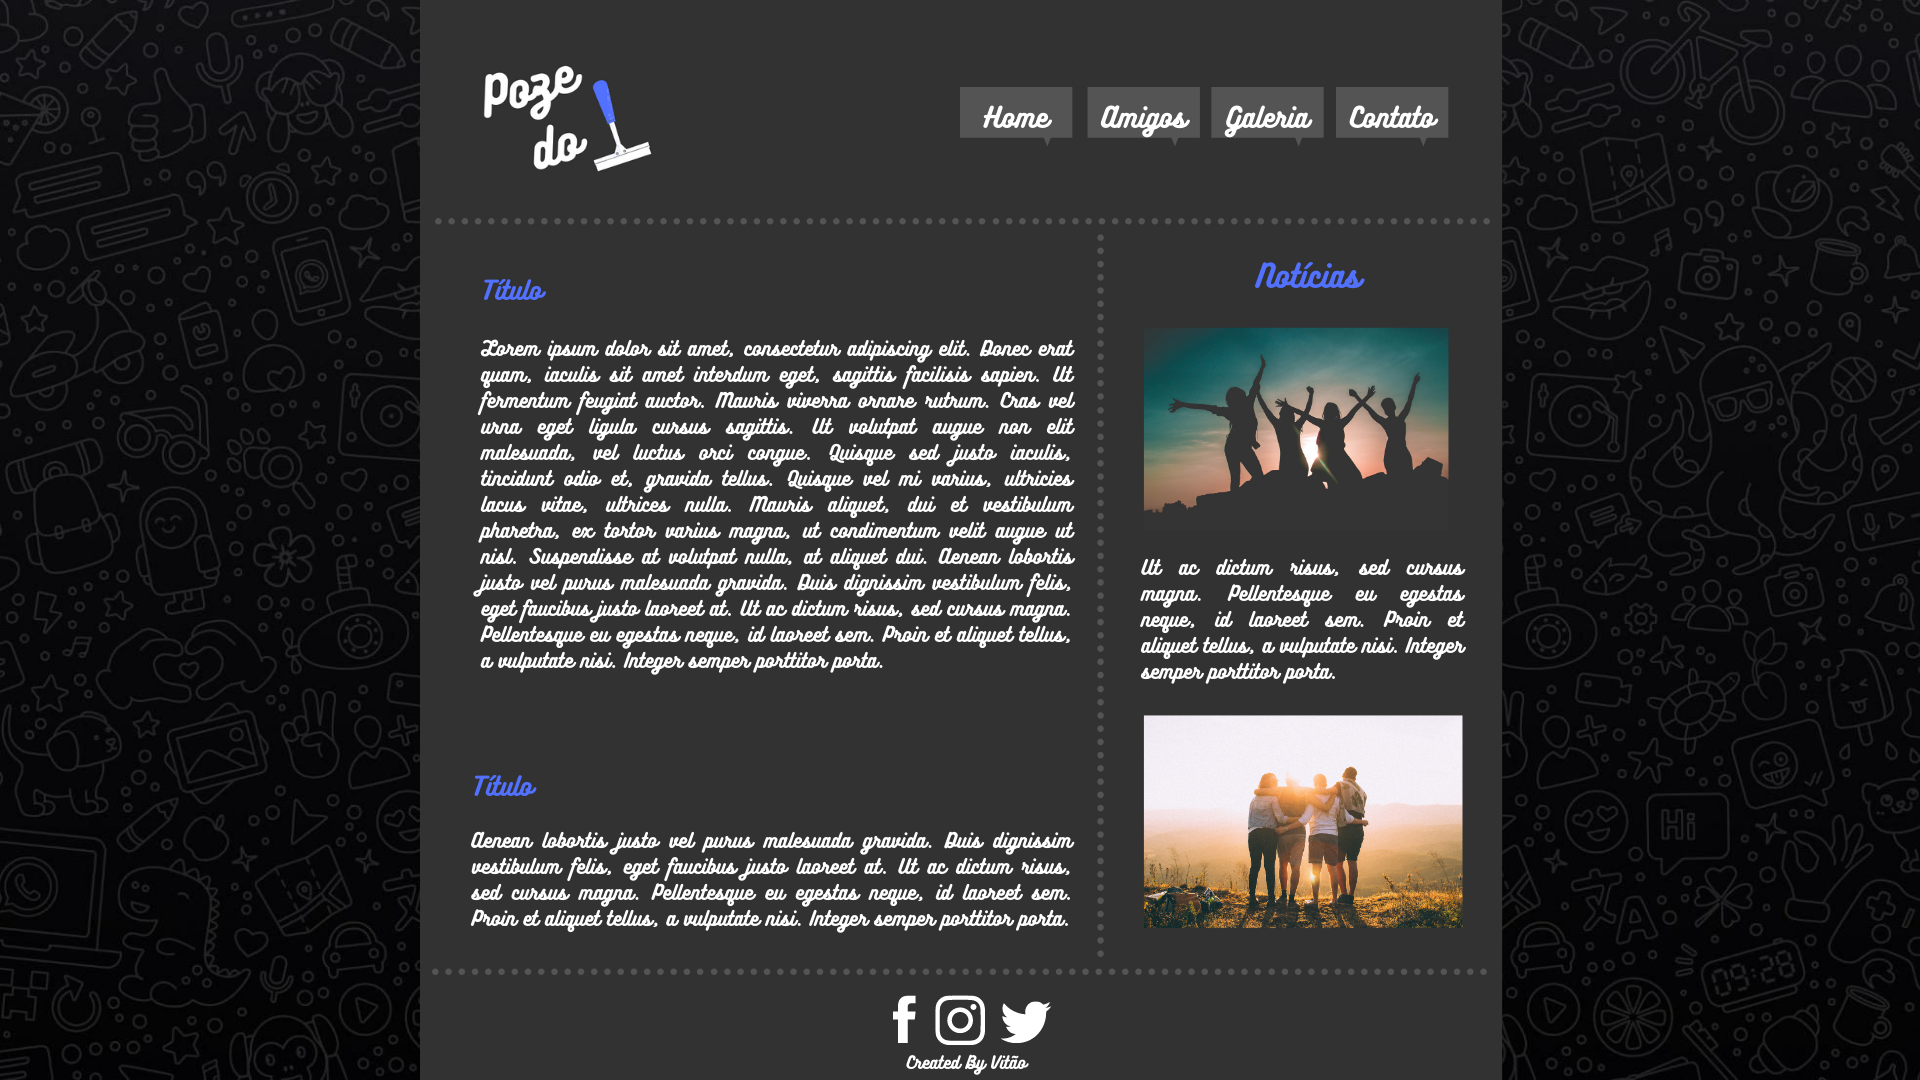 Poze
do
Home
Amigos
Galeria
Contato
Título
Lorem ipsum dolor sit amet, consectetur adipiscing elit. Donec erat
quam, iaculis sit amet interdum eget, sagittis facilisis sapien. Ut
fermentum feugiat auctor. Mauris viverra ornare rutrum. Cras vel
urna eget ligula cursus sagittis. Ut volutpat augue non elit
malesuada, vel luctus orci congue. Quisque sed justo iaculis,
tincidunt odio et, gravida tellus. Quisque vel mi varius, ultricies
lacus vitae, ultrices nulla. Mauris aliquet, dui et vestibulum
pharetra, ex tortor varius magna, ut condimentum velit augue ut
nisl. Suspendisse at volutpat nulla, at aliquet dui. Aenean lobortis
justo vel purus malesuada gravida. Duis dignissim vestibulum felis,
eget faucibus justo laoreet at. Ut ac dictum risus, sed cursus magna.
Pellentesque eu egestas neque, id laoreet sem. Proin et aliquet tellus,
a vulputate nisi. Integer semper porttitor porta.
Título
Aenean lobortis justo vel purus malesuada gravida. Duis dignissim
vestibulum felis, eget faucibus justo laoreet at. Ut ac dictum risus,
sed cursus magna. Pellentesque eu egestas neque, id laoreet sem.
Proin et aliquet tellus, a vulputate nisi. Integer semper porttitor porta.
Notícias
Ut ac dictum risus, sed cursus
magna. Pellentesque eu egestas
neque, id laoreet sem. Proin et
aliquet tellus, a vulputate nisi. Integer
semper porttitor porta.
Hi
09:28
Created By Vitão